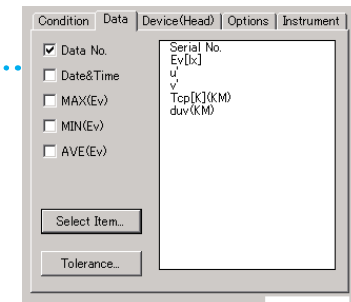 Condition Data Device(Head) Options Instrument
Data No.
Date&Time
MAX(Ev)
MIN(Ev)
AVE(Ev)
Select Item...
Tolerance...
Serial No.
Ev[lx]
u'
v'
Tcp[K](KM)
duv(KM)